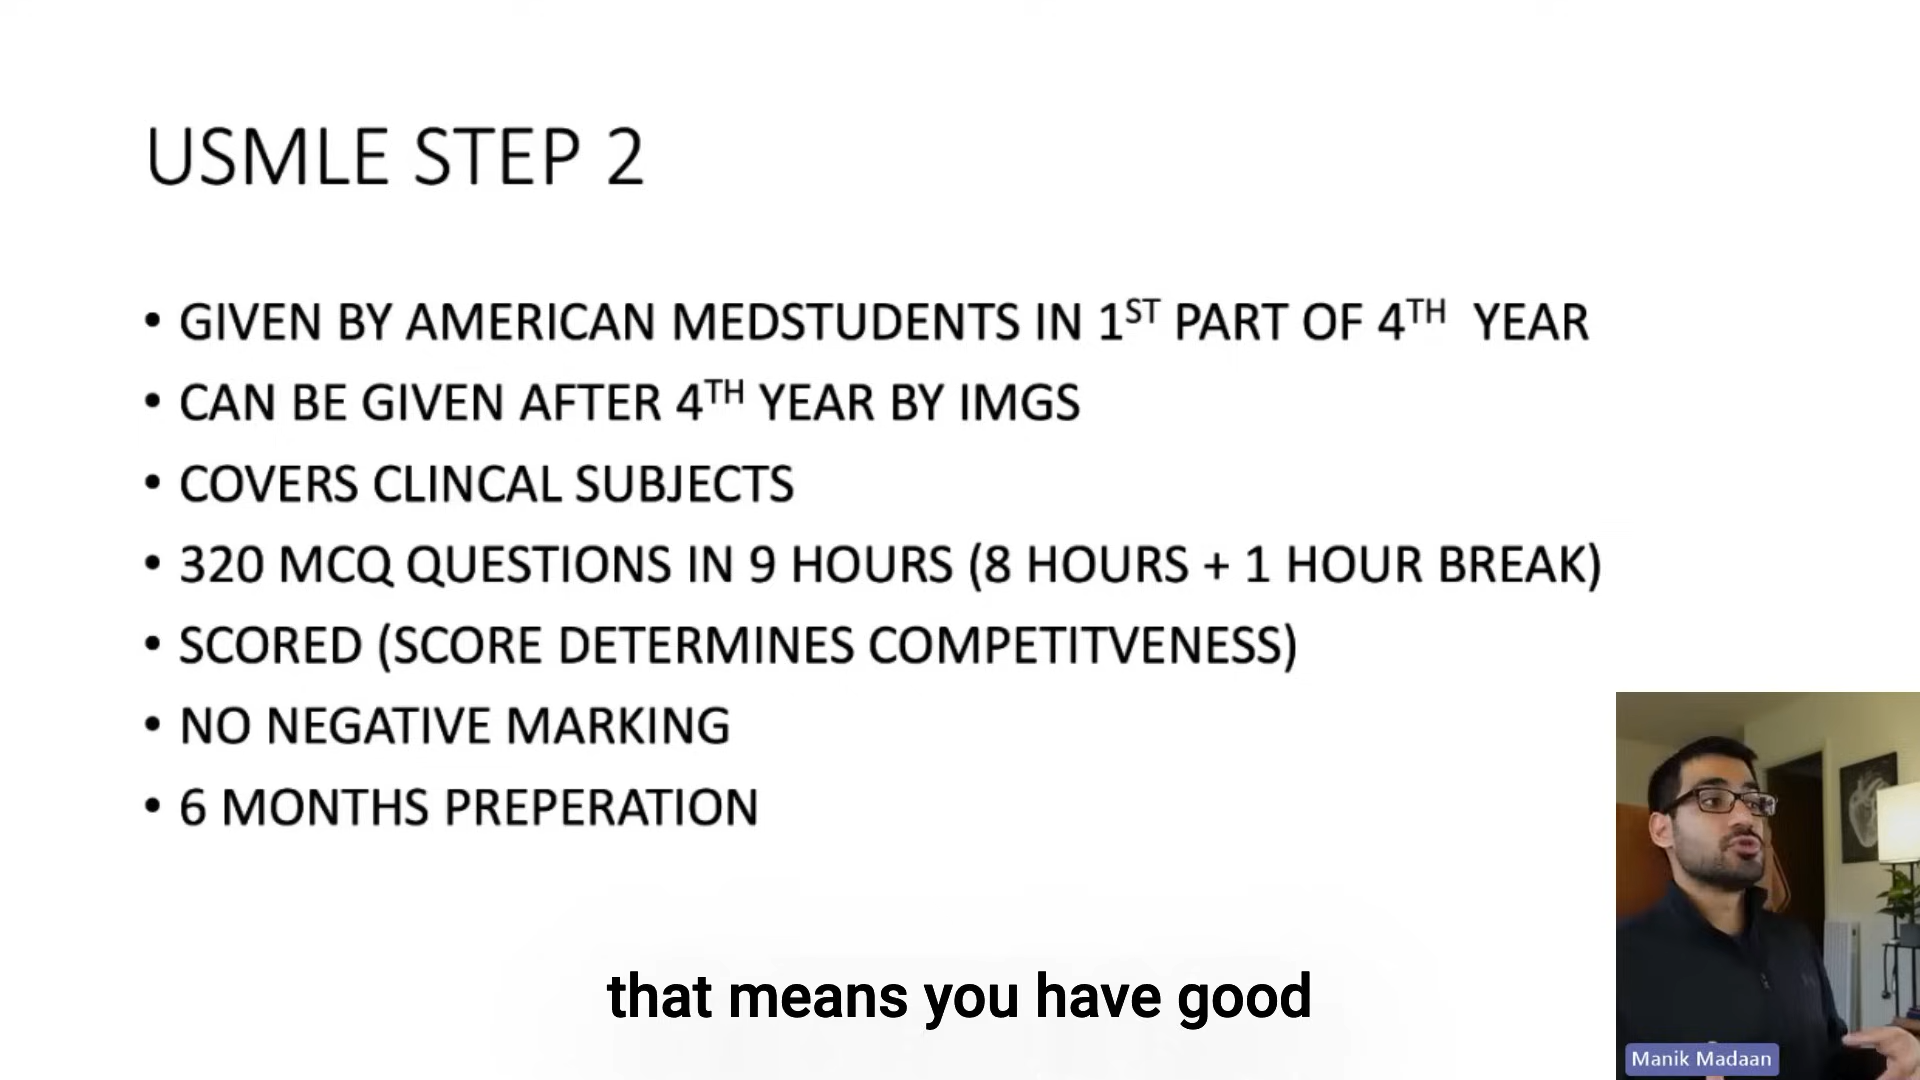 USMLE STEP 2
• GIVEN BY AMERICAN MEDSTUDENTS IN 1ST PART OF 4TH YEAR
• CAN BE GIVEN AFTER 4TH YEAR BY IMGS
• COVERS CLINCAL SUBJECTS
• 320 MCQ QUESTIONS IN 9 HOURS (8 HOURS + 1 HOUR BREAK)
• SCORED (SCORE DETERMINES COMPETITVENESS)
• NO NEGATIVE MARKING
• 6 MONTHS PREPERATION
that means you have good
Manik Madaan